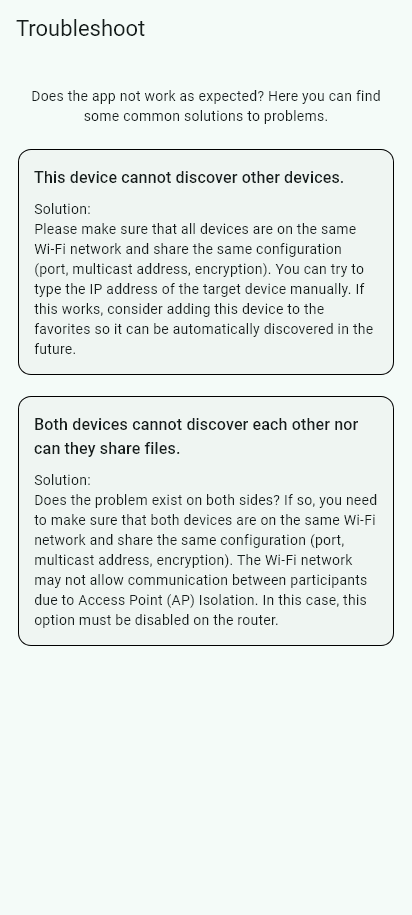 Troubleshoot
Does the app not work as expected? Here you can find
some common solutions to problems.
This device cannot discover other devices.
Solution:
Please make sure that all devices are on the same
Wi-Fi network and share the same configuration
(port, multicast address, encryption). You can try to
type the IP address of the target device manually. If
this works, consider adding this device to the
favorites so it can be automatically discovered in the
future.
Both devices cannot discover each other nor
can they share files.
Solution:
Does the problem exist on both sides? If so, you need
to make sure that both devices are on the same Wi-Fi
network and share the same configuration (port,
multicast address, encryption). The Wi-Fi network
may not allow communication between participants
due to Access Point (AP) Isolation. In this case, this
option must be disabled on the router.